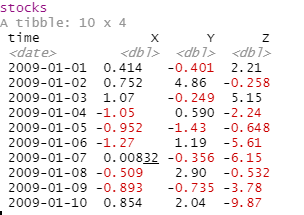 stocks
A tibble: 10 x 4
time X Y Z
<date> <dbl> <dbl> <dbl>
2009-01-01 0.414 -0.401 2.21
2009-01-02 0.752 4.86 -0.258
2009-01-03 1.07 -0.249 5.15
2009-01-04 -1.05 0.590 -2.24
2009-01-05 -0.952 -1.43 -0.648
2009-01-06 -1.27 1.19 -5.61
2009-01-07 0.00832 -0.356 -6.15
2009-01-08 -0.509 2.90 -0.532
2009-01-09 -0.893 -0.735 -3.78
2009-01-10 0.854 2.04 -9.87